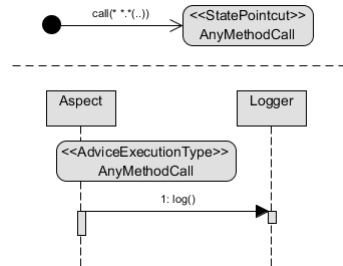 call(* *.*(..))
<<StatePointcut>>
AnyMethodCall
Aspect
Logger
<<AdviceExecutionType>>
AnyMethodCall
1: log()